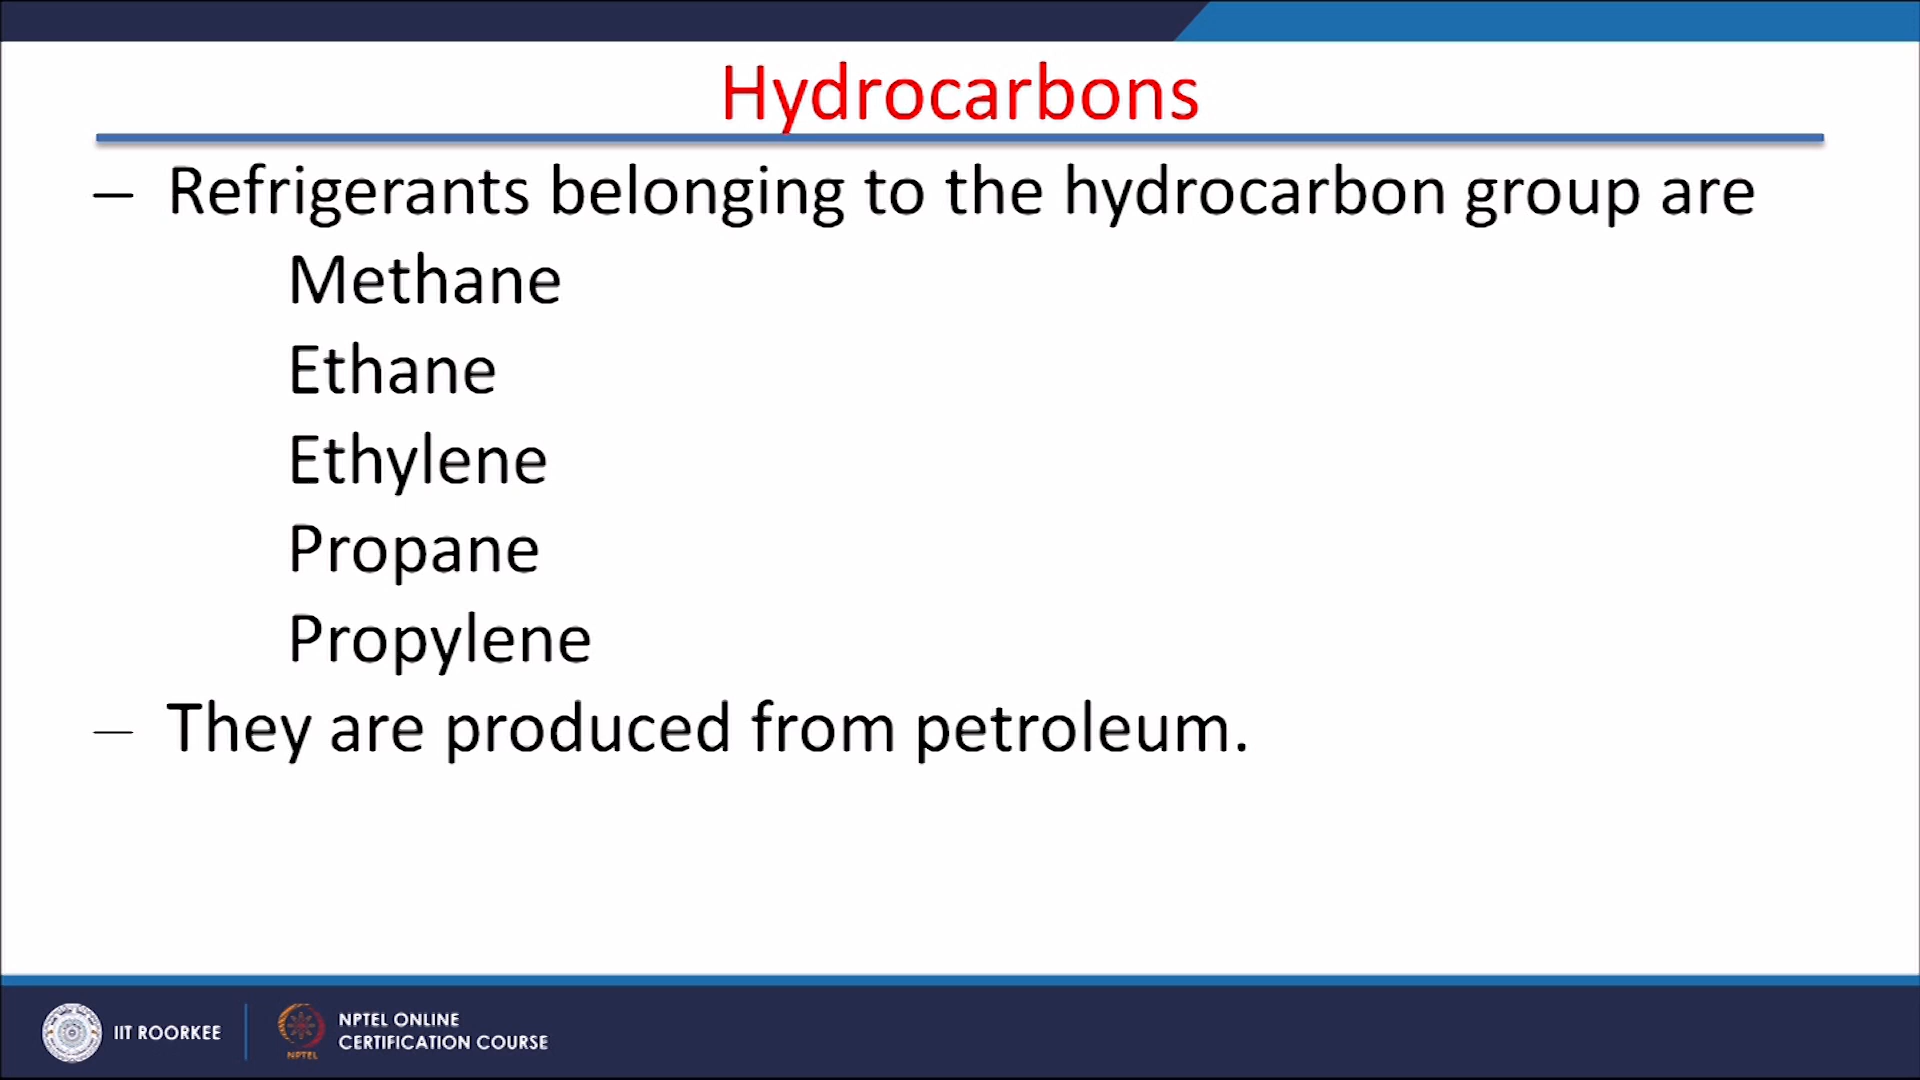 Hydrocarbons
– Refrigerants belonging to the hydrocarbon group are
Methane
Ethane
Ethylene
Propane
Propylene
– They are produced from petroleum.
IIT ROORKEE
NPTEL
NPTEL ONLINE
CERTIFICATION COURSE